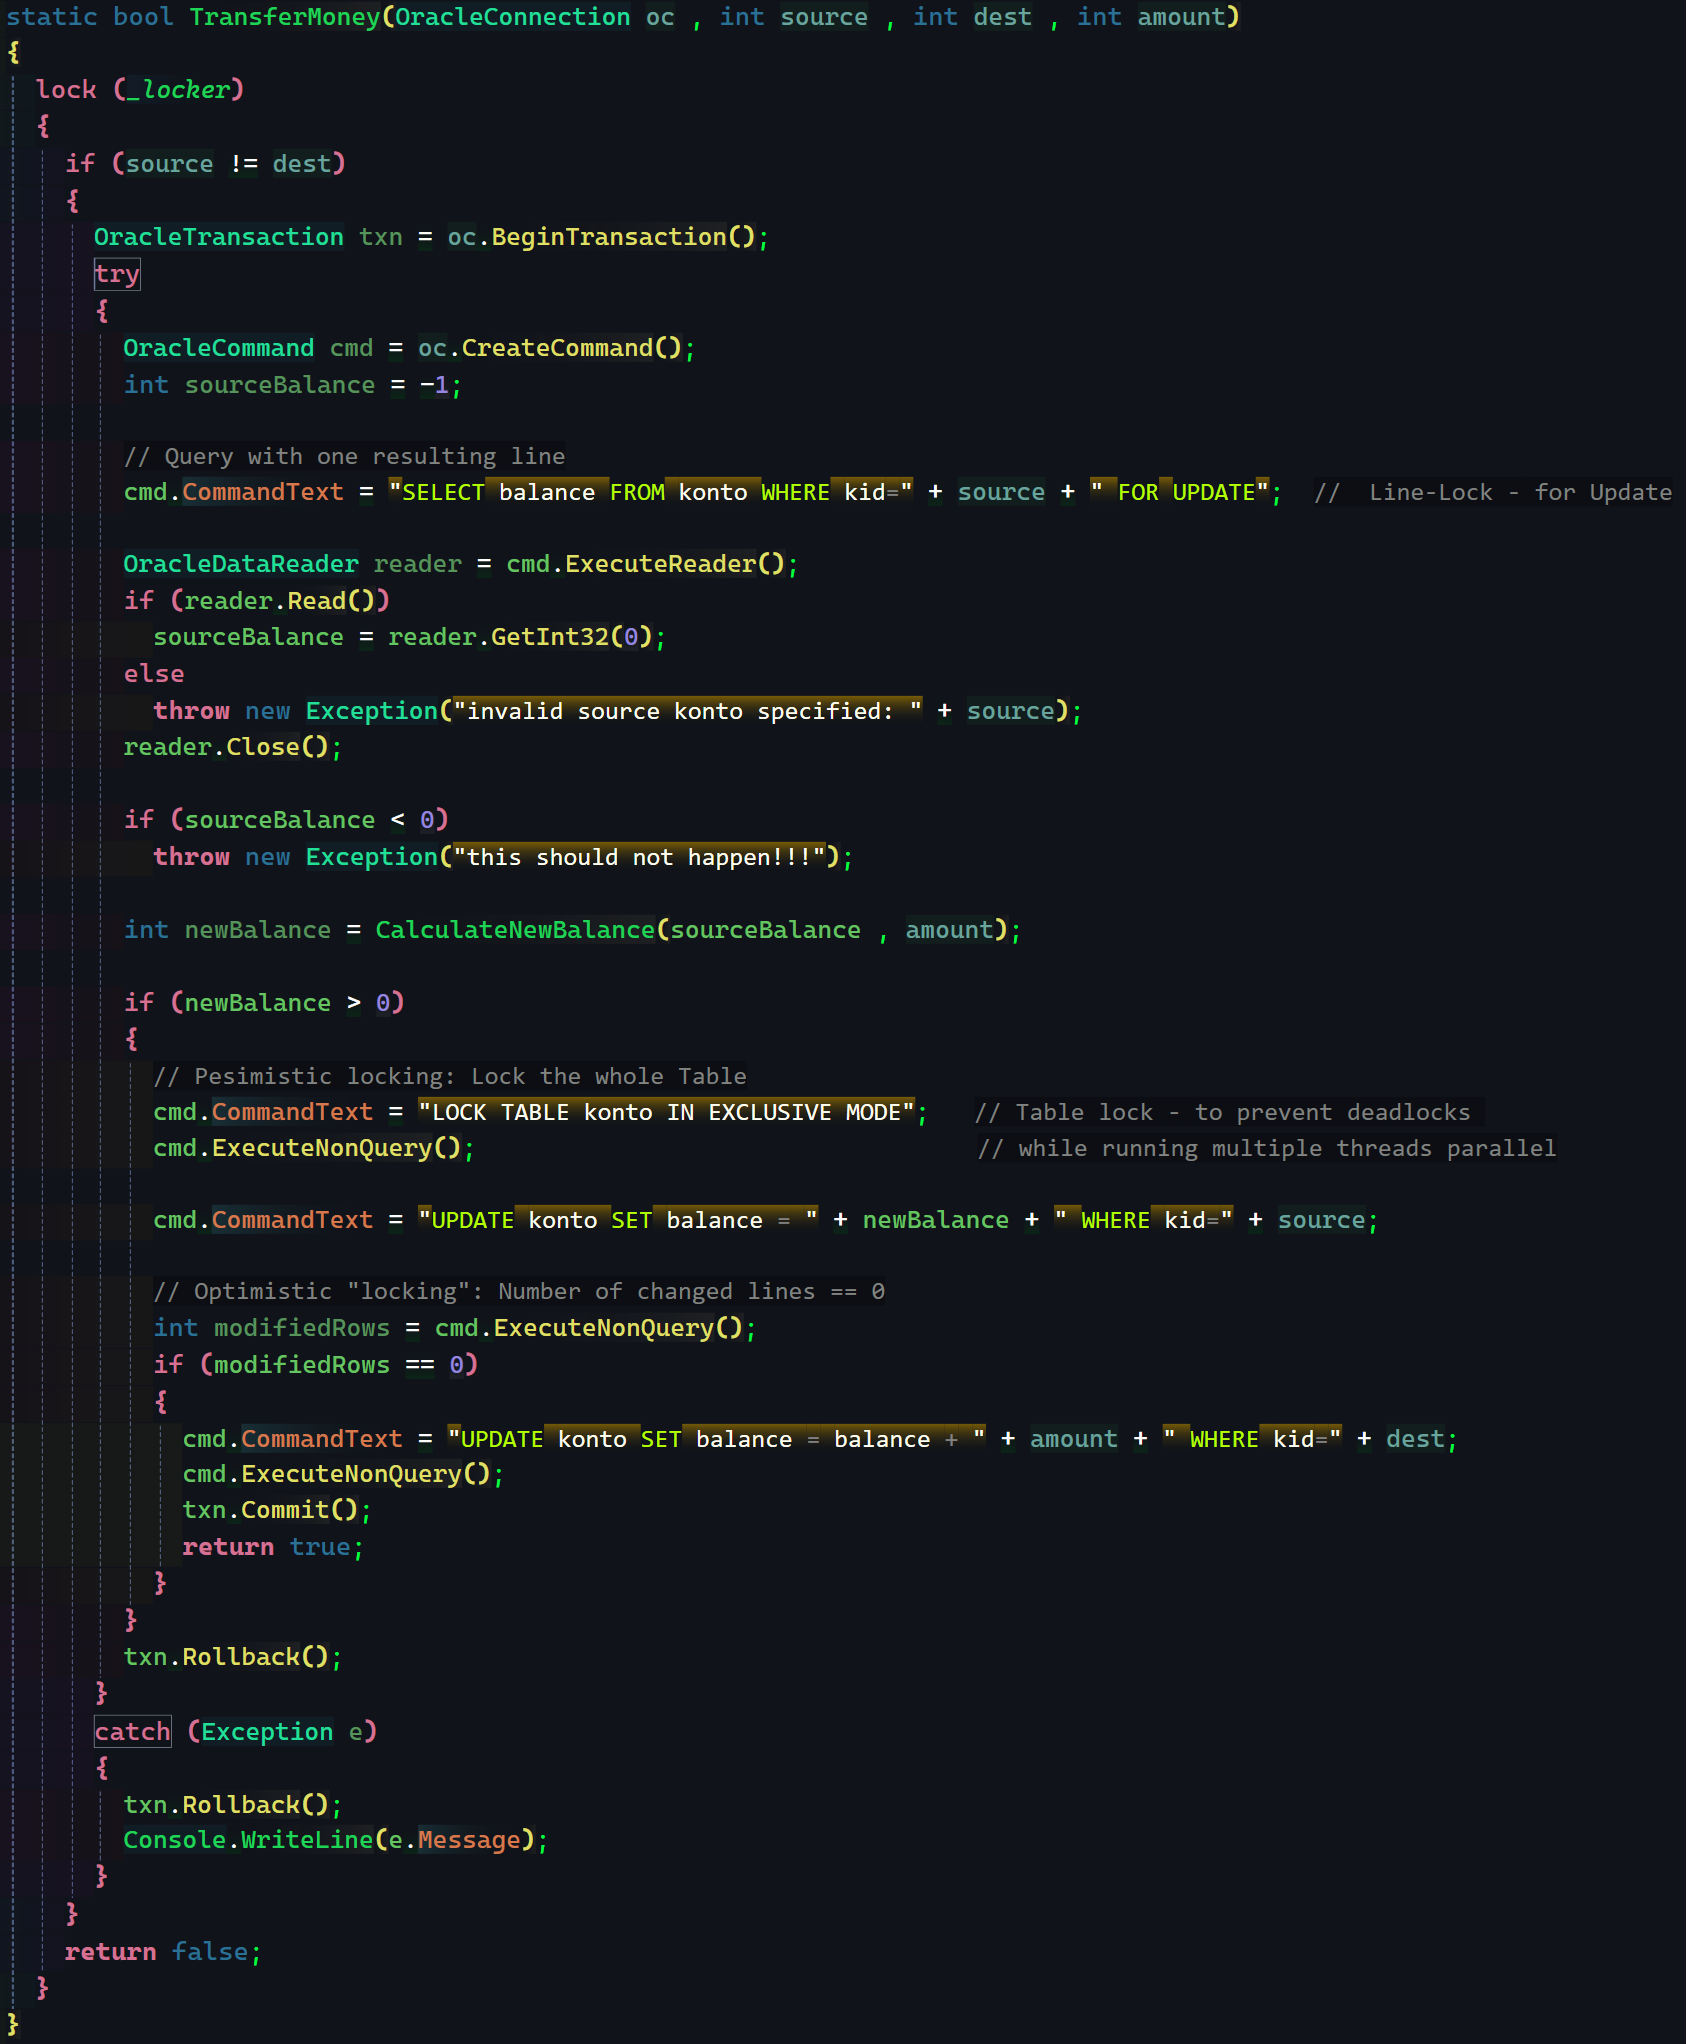 static bool TransferMoney(OracleConnection oc , int source , int dest , int amount)
{
lock (_locker)
{
if (source != dest)
{
OracleTransaction txn = oc.BeginTransaction();
try
{
OracleCommand cmd = oc.CreateCommand();
int sourceBalance = -1;
// Query with one resulting line
cmd.CommandText = "SELECT balance FROM konto WHERE kid=" + source + " FOR UPDATE"; //  Line-Lock - for Update
OracleDataReader reader = cmd.ExecuteReader();
if (reader.Read())
sourceBalance = reader.GetInt32(0);
else
throw new Exception("invalid source konto specified: " + source);
reader.Close();
if (sourceBalance < 0)
throw new Exception("this should not happen!!!");
int newBalance = CalculateNewBalance(sourceBalance , amount);
if (newBalance > 0)
{
// Pesimistic locking: Lock the whole Table
cmd.CommandText = "LOCK TABLE konto IN EXCLUSIVE MODE"; // Table lock - to prevent deadlocks
cmd.ExecuteNonQuery(); // while running multiple threads parallel
cmd.CommandText = "UPDATE konto SET balance = " + newBalance + " WHERE kid=" + source;
// Optimistic "locking": Number of changed lines == 0
int modifiedRows = cmd.ExecuteNonQuery();
if (modifiedRows == 0)
{
cmd.CommandText = "UPDATE konto SET balance = balance + " + amount + " WHERE kid=" + dest;
cmd.ExecuteNonQuery();
txn.Commit();
return true;
}
}
txn.Rollback();
}
catch (Exception e)
{
txn.Rollback();
Console.WriteLine(e.Message);
}
}
return false;
}
}